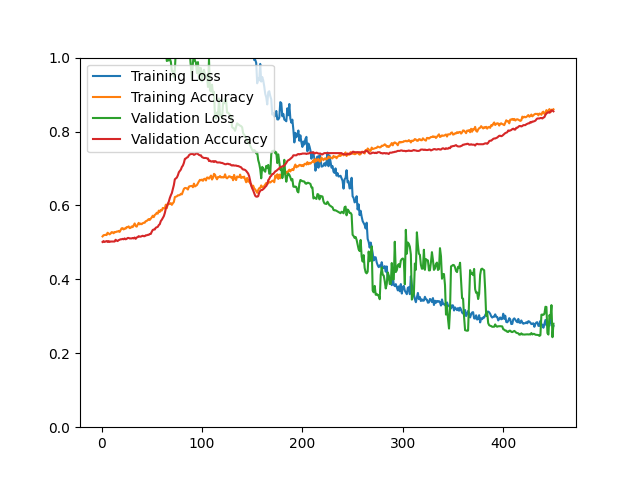 1.0
0.8
0.6
0.4
0.2
0.0
Training Loss
Training Accuracy
Validation Loss
Validation Accuracy
0 100 200 300 400